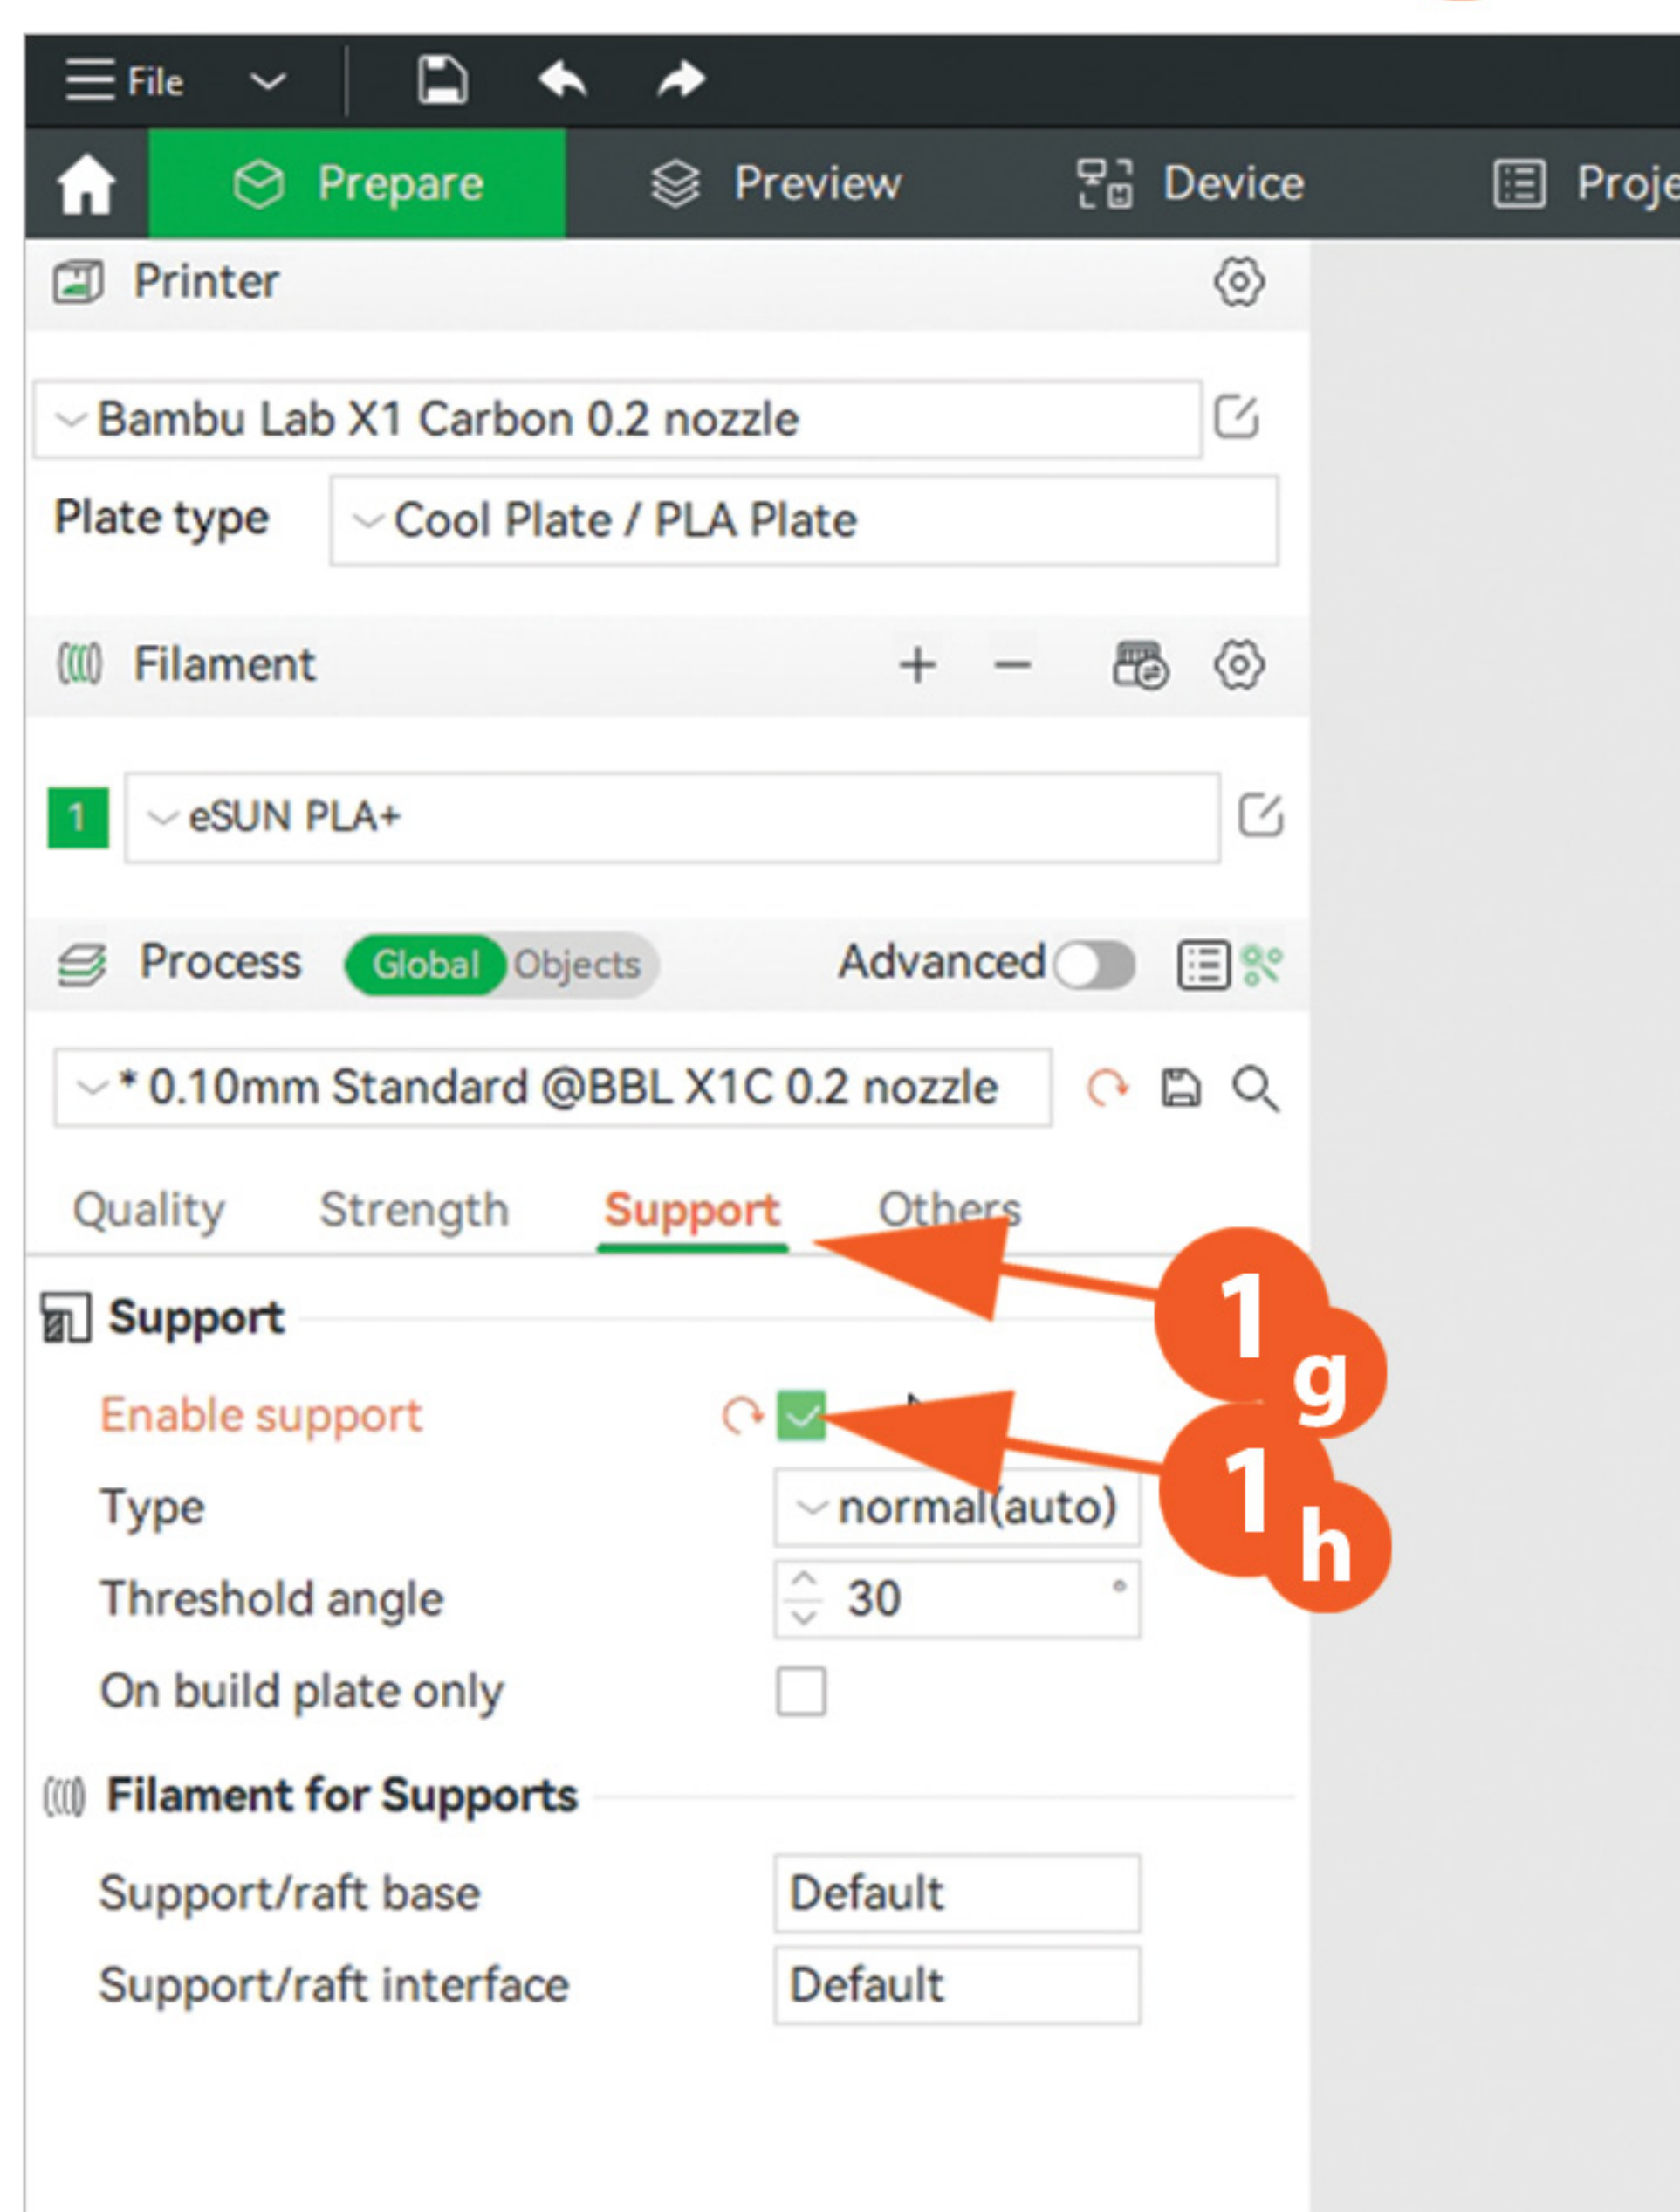 File
Prepare Preview Device Proje
Printer
Bambu Lab X1 Carbon 0.2 nozzle
Plate type Cool Plate / PLA Plate
Filament
1 eSUN PLA+
Process Global Objects Advanced
* 0.10mm Standard @BBL X1C 0.2 nozzle
Quality Strength Support Others
1 g
Support
Enable support
1 h
Type normal(auto)
Threshold angle 30 °
On build plate only
Filament for Supports
Support/raft base Default
Support/raft interface Default